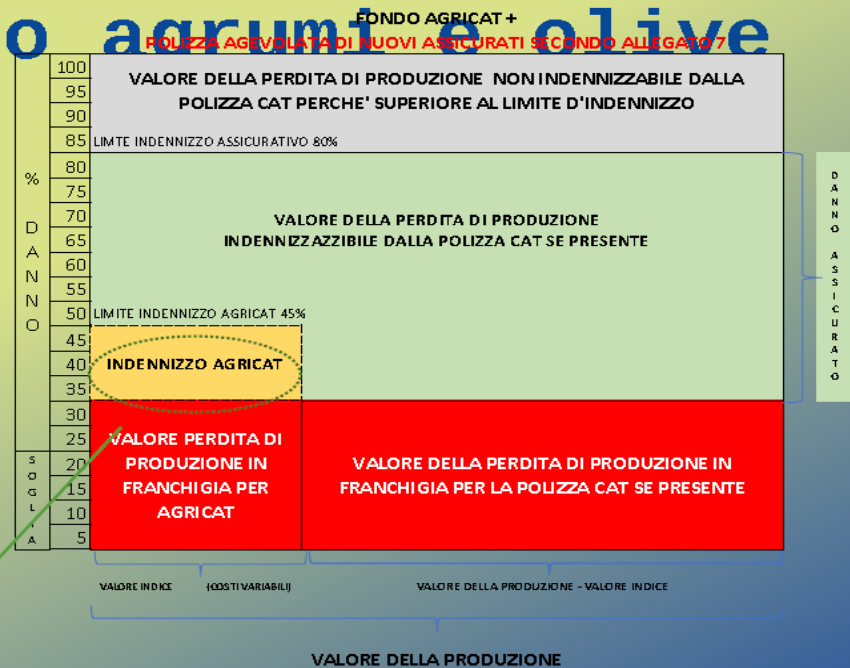 o agrumi e olive
FONDO AGRICAT +
POLIZZA AGEVOLATA DI NUOVI ASSICURATI SECONDO ALLEGATO 7
100
95
90
85
80
75
70
65
60
55
50
45
40
35
30
25
20
15
10
5
% DANNO
SOGLIA
VALORE DELLA PERDITA DI PRODUZIONE NON INDENNIZZABILE DALLA
POLIZZA CAT PERCHE' SUPERIORE AL LIMITE D'INDENNIZZO
LIMTE INDENNIZZO ASSICURATIVO 80%
VALORE DELLA PERDITA DI PRODUZIONE
INDENNIZZAZZIBILE DALLA POLIZZA CAT SE PRESENTE
DANNO ASSICURATO
LIMITE INDENNIZZO AGRICAT 45%
INDENNIZZO AGRICAT
VALORE PERDITA DI
PRODUZIONE IN
FRANCHIGIA PER
AGRICAT
VALORE DELLA PERDITA DI PRODUZIONE IN
FRANCHIGIA PER LA POLIZZA CAT SE PRESENTE
VALORE INDICE (COSTI VARIABILI)
VALORE DELLA PRODUZIONE - VALORE INDICE
VALORE DELLA PRODUZIONE